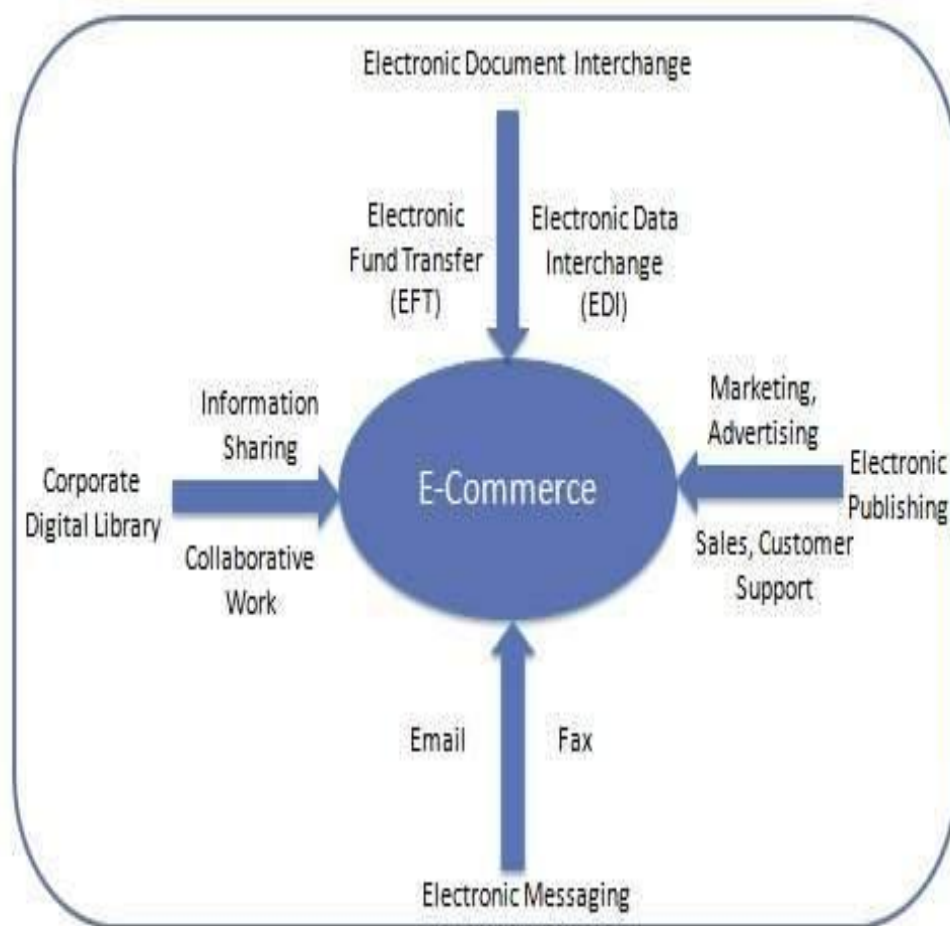 Electronic Document Interchange
Electronic
Fund Transfer
(EFT)
Electronic Data
Interchange
(EDI)
Information
Sharing
Marketing,
Advertising
Corporate
Digital Library
E-Commerce
Electronic
Publishing
Collaborative
Work
Sales, Customer
Support
Email
Fax
Electronic Messaging